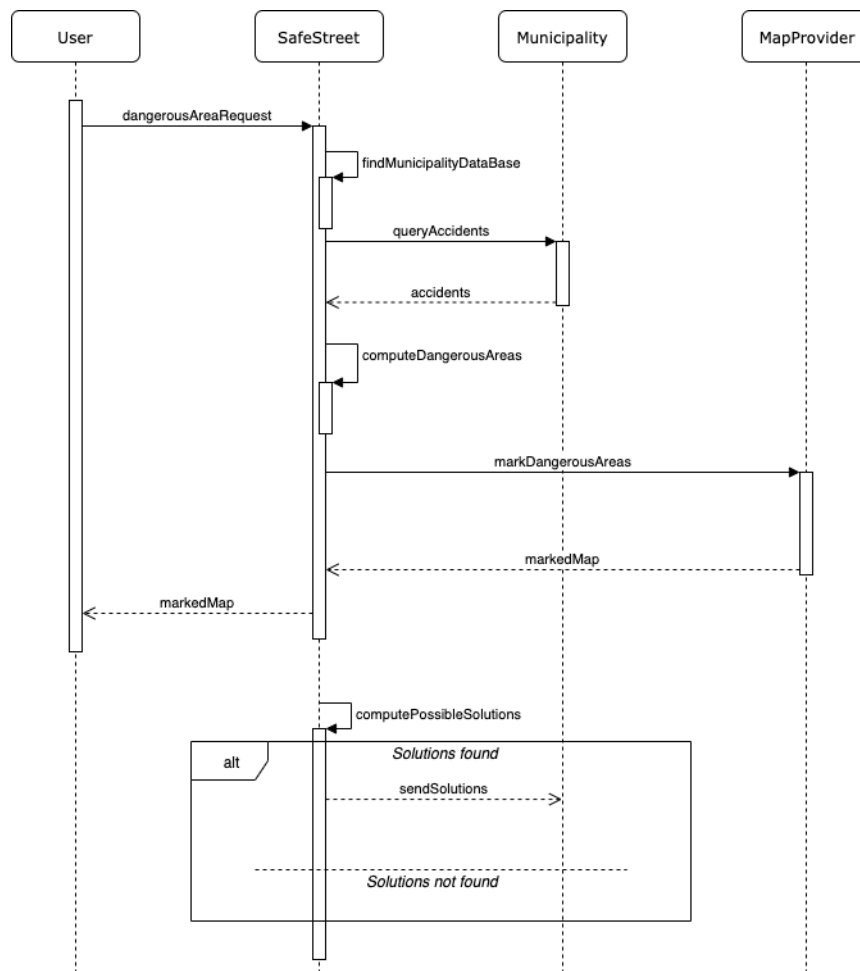 User
SafeStreet
Municipality
MapProvider
dangerousAreaRequest
findMunicipalityDataBase
queryAccidents
accidents
computeDangerousAreas
markDangerousAreas
markedMap
markedMap
computePossibleSolutions
alt
Solutions found
sendSolutions
Solutions not found